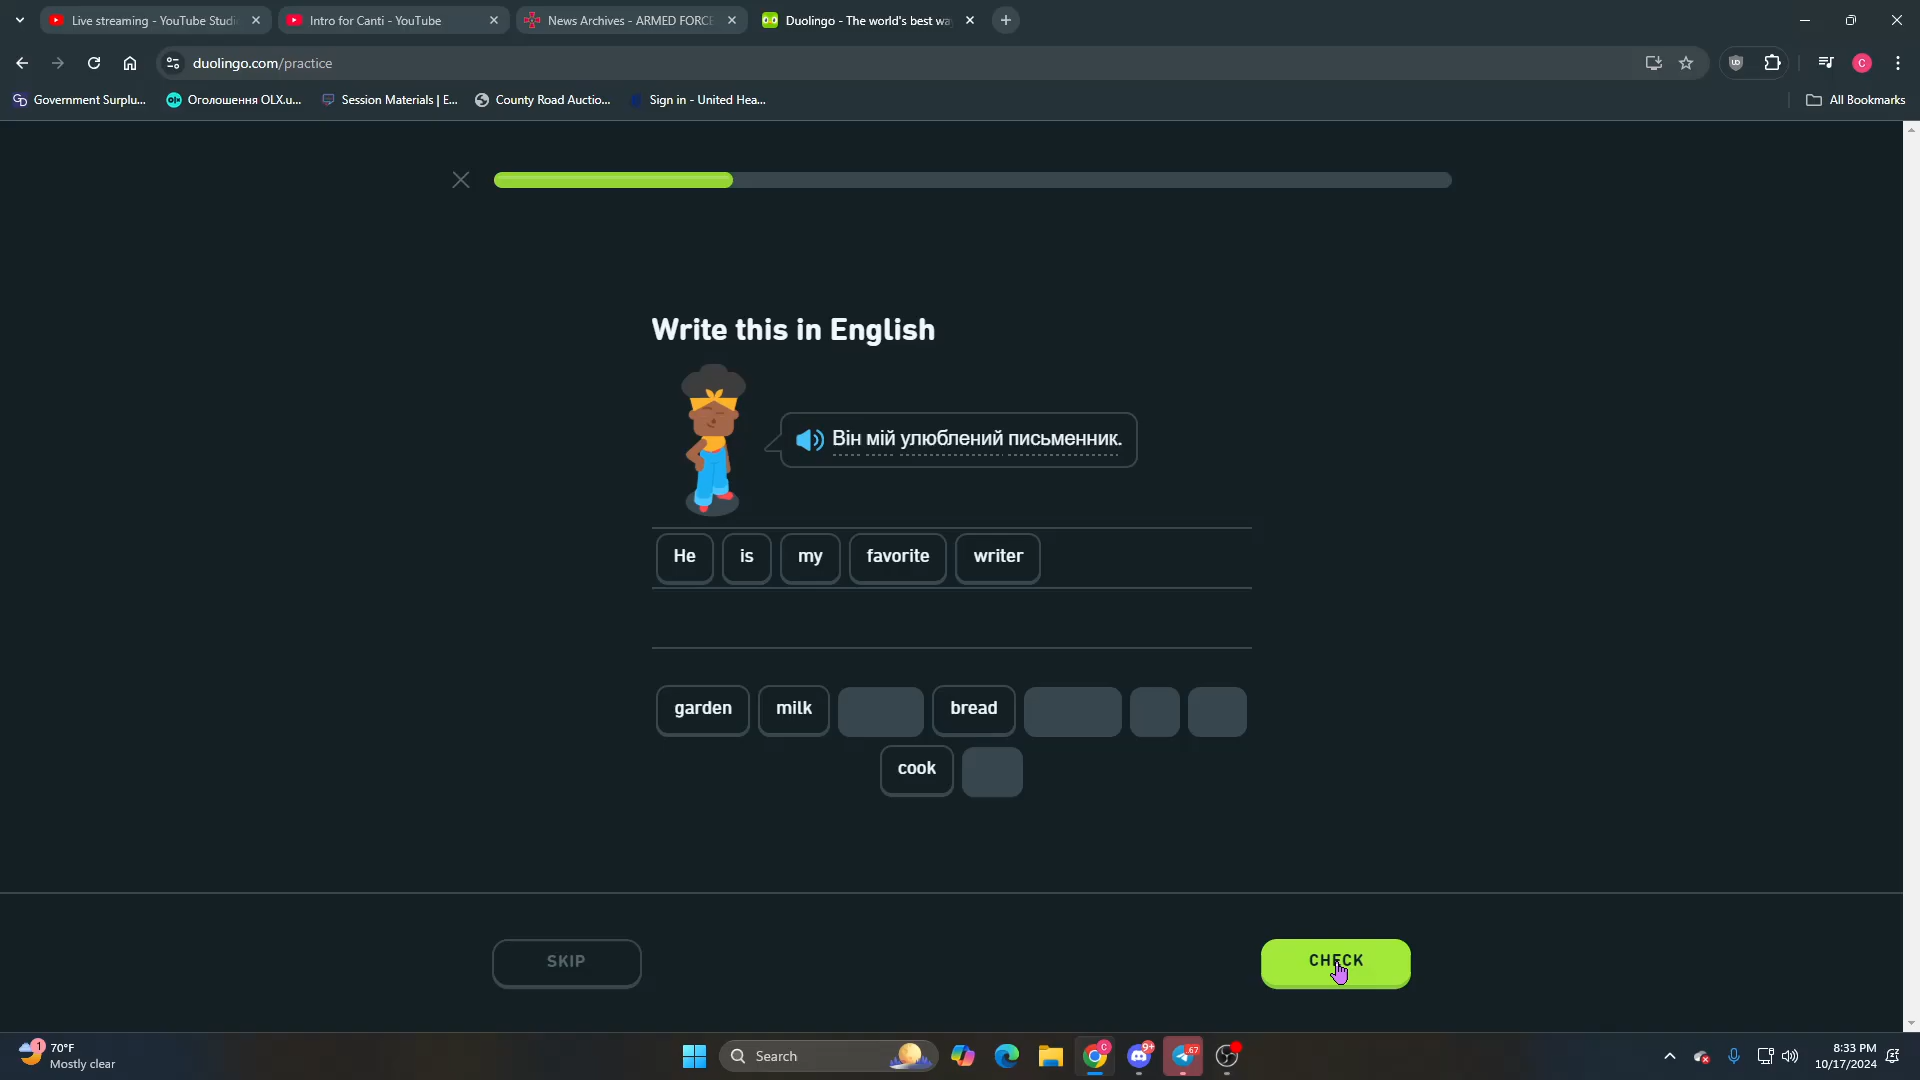 Live streaming - YouTube Studi
Intro for Canti - YouTube
News Archives - ARMED FORCE
Duolingo - The world's best wa
duolingo.com/practice
C
Government Surplu...
Оголошення OLX.u...
Session Materials | E...
County Road Auctio...
Sign in - United Hea...
All Bookmarks
Write this in English
Він мій улюблений письменник.
He is my favorite writer
garden milk bread
cook
SKIP
CHECK
1
70°F
Mostly clear
Search
C
9+
67
8:33 PM
10/17/2024